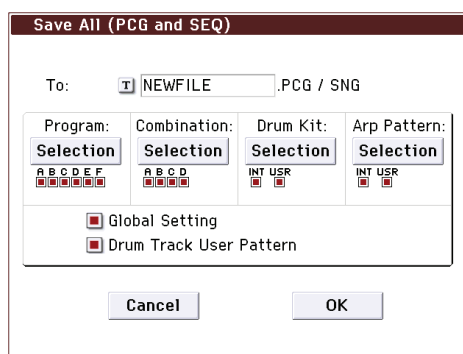 Save All (PCG and SEQ)
To: T NEWFILE .PCG / SNG
Program: Combination: Drum Kit: Arp Pattern:
Selection Selection Selection Selection
A B C D E F A B C D INT USR INT USR
Global Setting
Drum Track User Pattern
Cancel OK